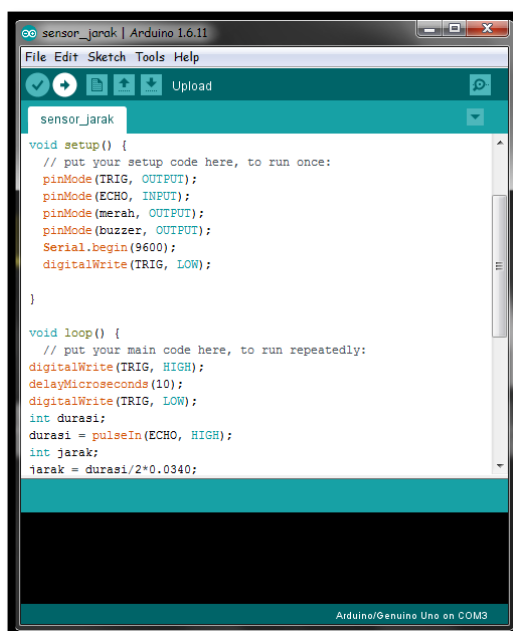 sensor_jarak | Arduino 1.6.11
File Edit Sketch Tools Help
Upload
sensor_jarak
void setup() {
  // put your setup code here, to run once:
  pinMode(TRIG, OUTPUT);
  pinMode(ECHO, INPUT);
  pinMode(merah, OUTPUT);
  pinMode(buzzer, OUTPUT);
  Serial.begin(9600);
  digitalWrite(TRIG, LOW);
}
void loop() {
  // put your main code here, to run repeatedly:
digitalWrite(TRIG, HIGH);
delayMicroseconds(10);
digitalWrite(TRIG, LOW);
int durasi;
durasi = pulseIn(ECHO, HIGH);
int jarak;
jarak = durasi/2*0.0340;
Arduino/Genuino Uno on COM3